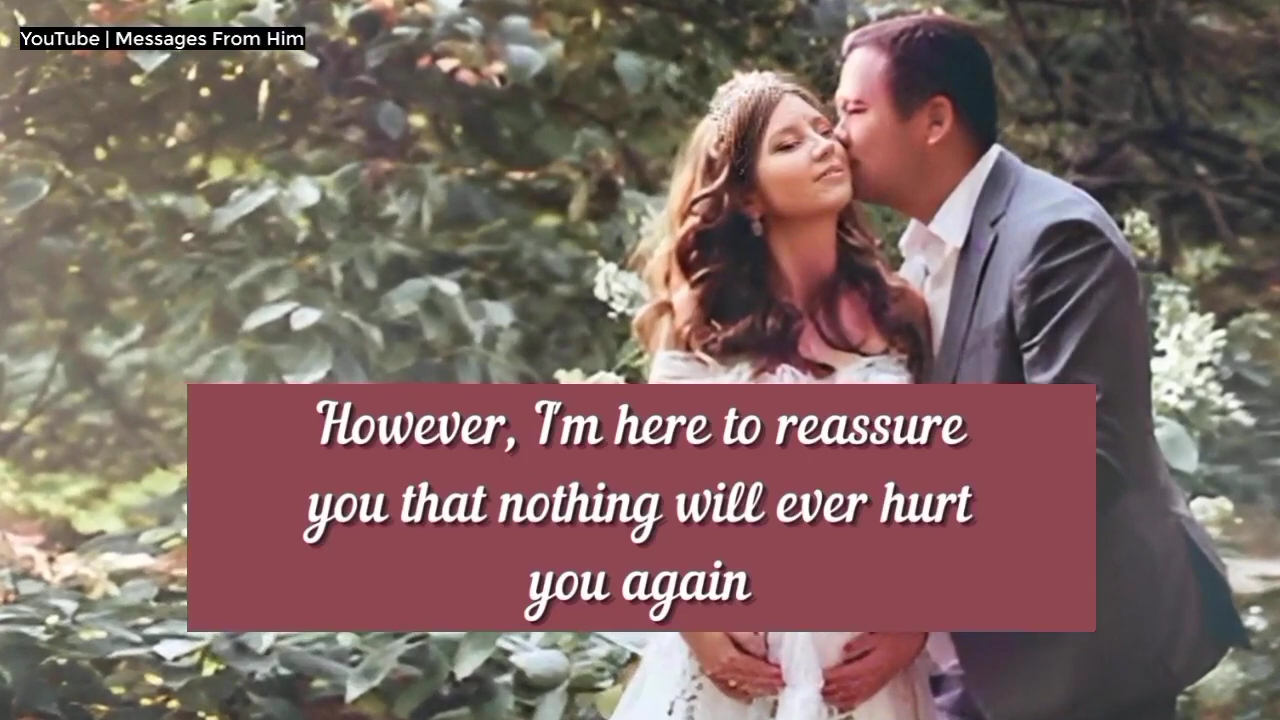 YouTube | Messages From Him
However, I'm here to reassure
you that nothing will ever hurt
you again